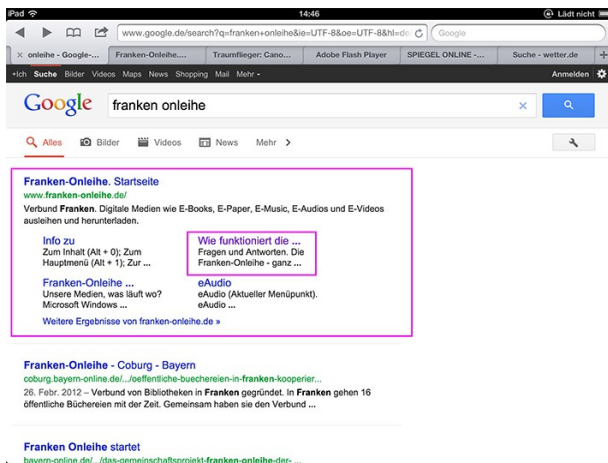 iPad 14:46 Lädt nicht
www.google.de/search?q=franken+onleihe&ie=UTF-8&oe=UTF-8&hl=de Google
onleihe - Google-... Franken-Onleihe.... Traumflieger: Cano... Adobe Flash Player SPIEGEL ONLINE -... Suche - wetter.de
+Ich Suche Bilder Videos Maps News Shopping Mail Mehr Anmelden
Google franken onleihe
Alles Bilder Videos News Mehr
Franken-Onleihe. Startseite
www.franken-onleihe.de/
Verbund Franken. Digitale Medien wie E-Books, E-Paper, E-Music, E-Audios und E-Videos
ausleihen und herunterladen.
Info zu
Zum Inhalt (Alt + 0); Zum
Hauptmenü (Alt + 1); Zur ...
Wie funktioniert die ...
Fragen und Antworten. Die
Franken-Onleihe - ganz ...
Franken-Onleihe ...
Unsere Medien, was läuft wo?
Microsoft Windows ...
eAudio
eAudio (Aktueller Menüpunkt).
eAudio ...
Weitere Ergebnisse von franken-onleihe.de »
Franken-Onleihe - Coburg - Bayern
coburg.bayern-online.de/.../oeffentliche-buechereien-in-franken-kooperier...
26. Febr. 2012 – Verbund von Bibliotheken in Franken gegründet. In Franken gehen 16
öffentliche Büchereien mit der Zeit. Gemeinsam haben sie den Verbund ...
Franken Onleihe startet
bayern-online.de/.../das-gemeinschaftsprojekt-franken-onleihe-der- ...